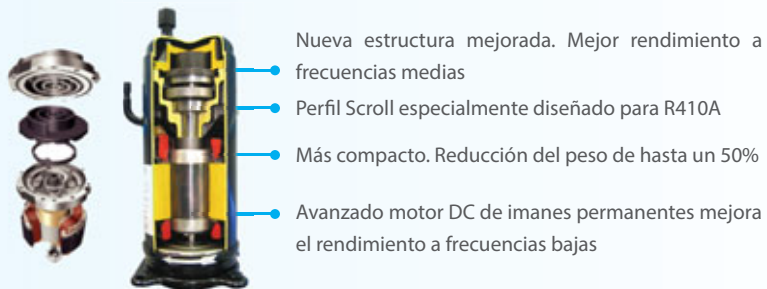 Nueva estructura mejorada. Mejor rendimiento a
frecuencias medias
Perfil Scroll especialmente diseñado para R410A
Más compacto. Reducción del peso de hasta un 50%
Avanzado motor DC de imanes permanentes mejora
el rendimiento a frecuencias bajas